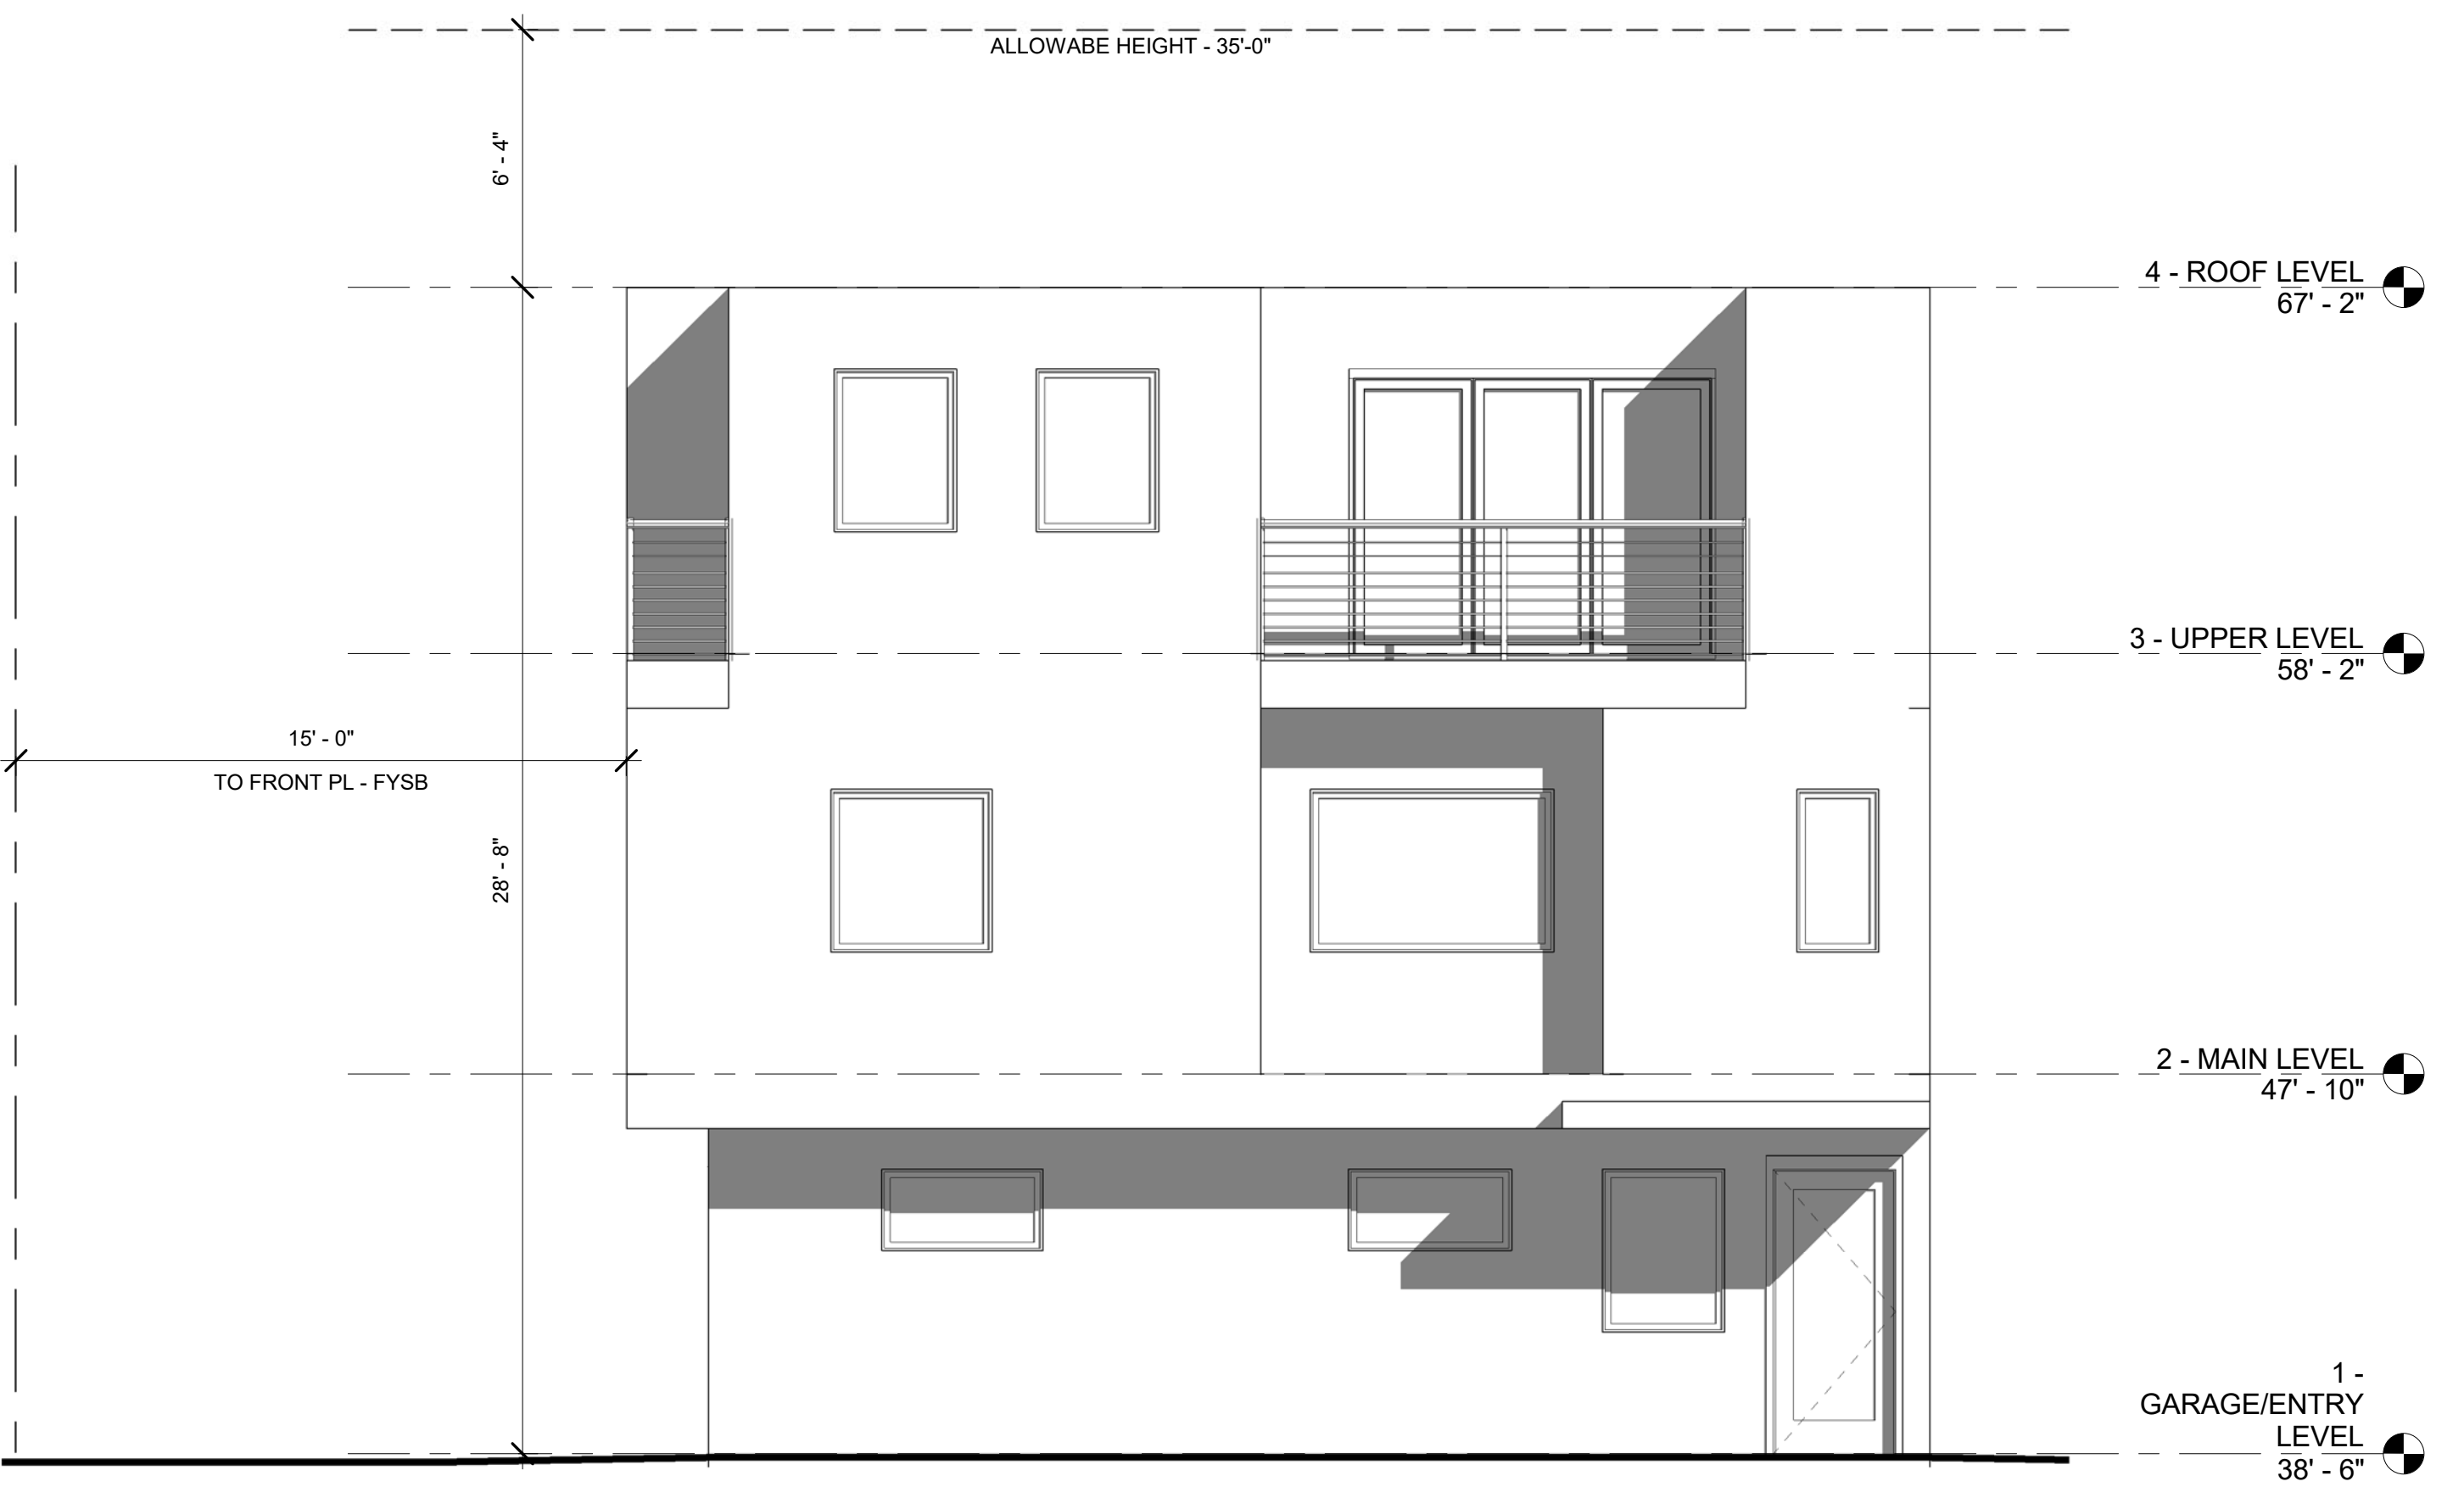 ALLOWABE HEIGHT - 35'-0"
6' - 4"
4 - ROOF LEVEL
67' - 2"
3 - UPPER LEVEL
58' - 2"
15' - 0"
TO FRONT PL - FYSB
28' - 8"
2 - MAIN LEVEL
47' - 10"
1 -
GARAGE/ENTRY
LEVEL
38' - 6"